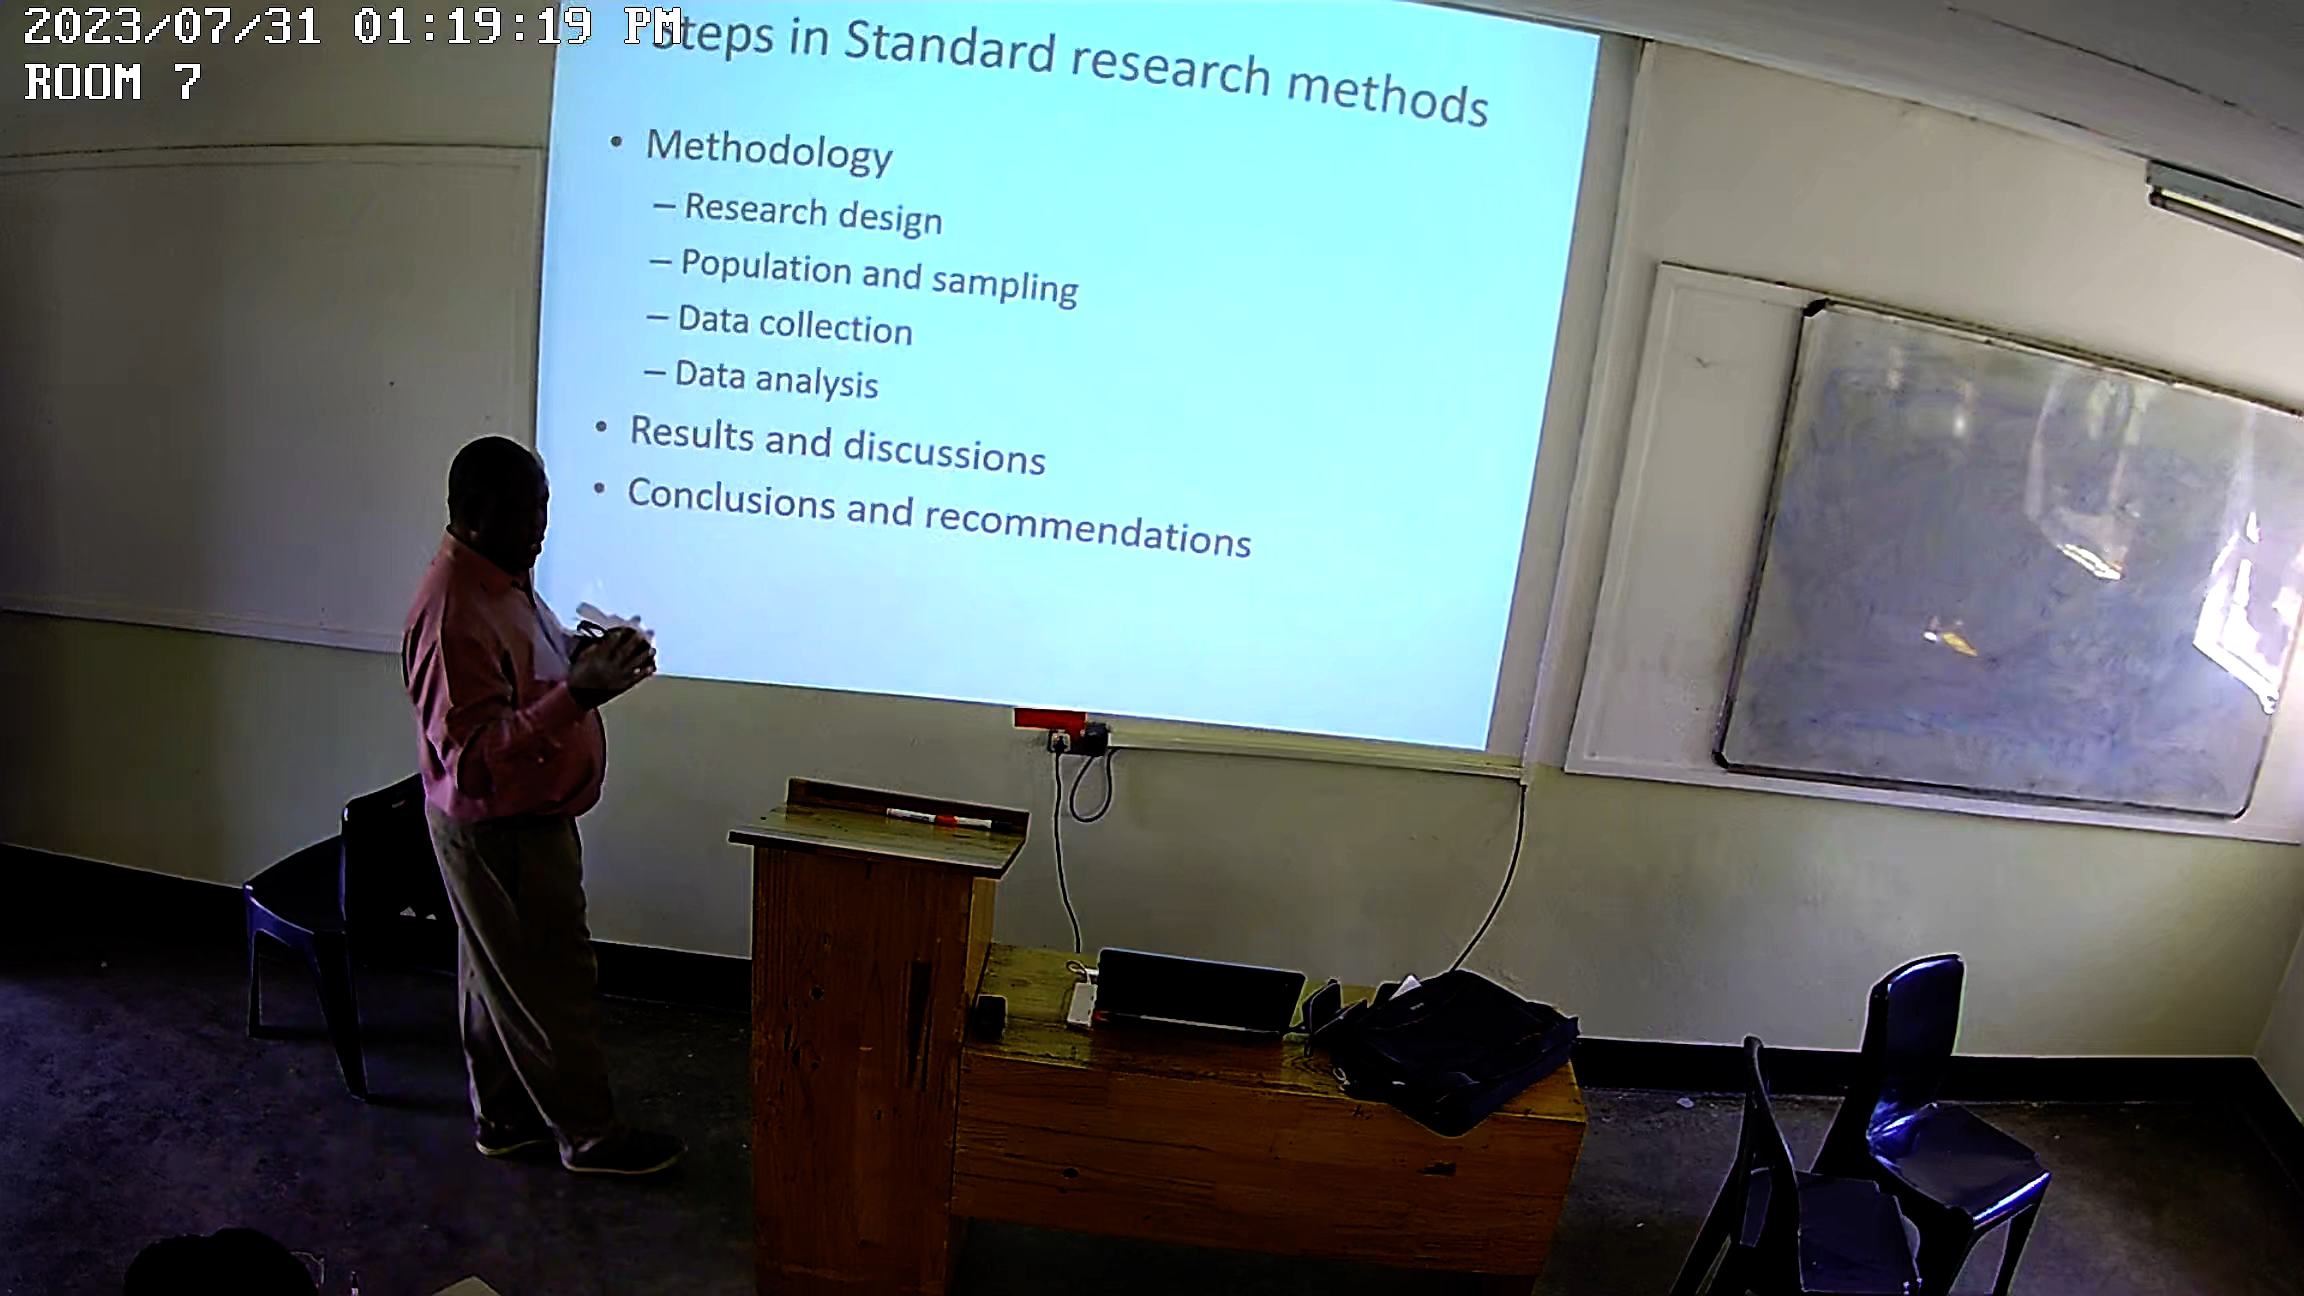 2023/07/31 01:19:19 PM
ROOM 7
Steps in Standard research methods
• Methodology
– Research design
– Population and sampling
– Data collection
– Data analysis
• Results and discussions
• Conclusions and recommendations